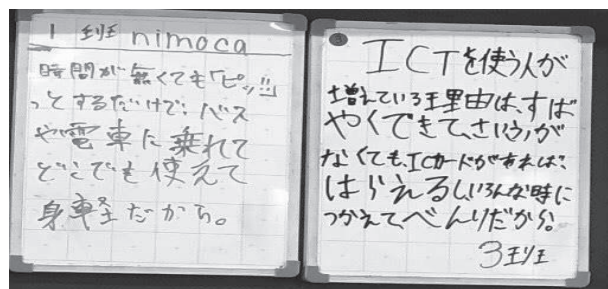 1班 nimoca
時間が無くても「ピッ!!」
っとするだけで、バス
や電車に乗れて
どこでも使えて
身軽だから。
ICTを使う人が
増えている理由は、すば
やくできて、さいふが
なくても、ICカードがあれば、
はらえるし、いろんな時に
つかえて、べんりだから。
3班